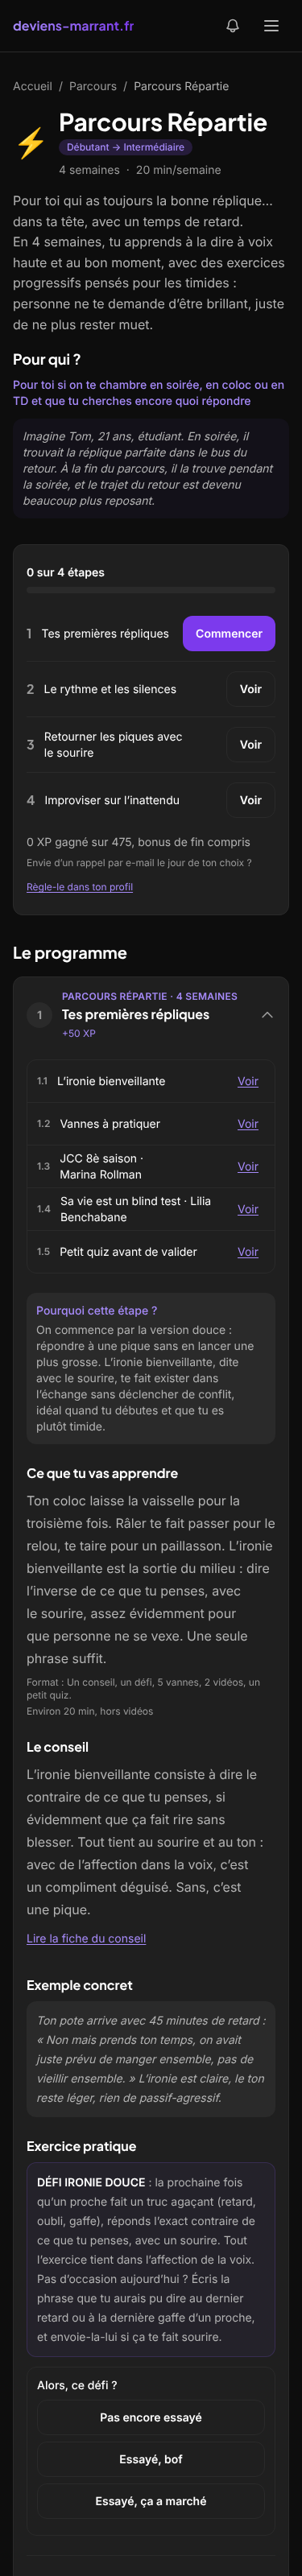 deviens-marrant.fr
Accueil / Parcours / Parcours Répartie
⚡ Parcours Répartie
Débutant → Intermédiaire
4 semaines · 20 min/semaine
Pour toi qui as toujours la bonne réplique…
dans ta tête, avec un temps de retard.
En 4 semaines, tu apprends à la dire à voix
haute et au bon moment, avec des exercices
progressifs pensés pour les timides :
personne ne te demande d’être brillant, juste
de ne plus rester muet.
Pour qui ?
Pour toi si on te chambre en soirée, en coloc ou en
TD et que tu cherches encore quoi répondre
Imagine Tom, 21 ans, étudiant. En soirée, il
trouvait la réplique parfaite dans le bus du
retour. À la fin du parcours, il la trouve pendant
la soirée, et le trajet du retour est devenu
beaucoup plus reposant.
0 sur 4 étapes
1 Tes premières répliques Commencer
2 Le rythme et les silences Voir
3 Retourner les piques avec
le sourire Voir
4 Improviser sur l’inattendu Voir
0 XP gagné sur 475, bonus de fin compris
Envie d’un rappel par e-mail le jour de ton choix ?
Règle-le dans ton profil
Le programme
PARCOURS RÉPARTIE · 4 SEMAINES
1 Tes premières répliques
+50 XP
1.1 L’ironie bienveillante Voir
1.2 Vannes à pratiquer Voir
1.3 JCC 8è saison ·
Marina Rollman Voir
1.4 Sa vie est un blind test · Lilia
Benchabane Voir
1.5 Petit quiz avant de valider Voir
Pourquoi cette étape ?
On commence par la version douce :
répondre à une pique sans en lancer une
plus grosse. L’ironie bienveillante, dite
avec le sourire, te fait exister dans
l’échange sans déclencher de conflit,
idéal quand tu débutes et que tu es
plutôt timide.
Ce que tu vas apprendre
Ton coloc laisse la vaisselle pour la
troisième fois. Râler te fait passer pour le
relou, te taire pour un paillasson. L’ironie
bienveillante est la sortie du milieu : dire
l’inverse de ce que tu penses, avec
le sourire, assez évidemment pour
que personne ne se vexe. Une seule
phrase suffit.
Format : Un conseil, un défi, 5 vannes, 2 vidéos, un
petit quiz.
Environ 20 min, hors vidéos
Le conseil
L’ironie bienveillante consiste à dire le
contraire de ce que tu penses, si
évidemment que ça fait rire sans
blesser. Tout tient au sourire et au ton :
avec de l’affection dans la voix, c’est
un compliment déguisé. Sans, c’est
une pique.
Lire la fiche du conseil
Exemple concret
Ton pote arrive avec 45 minutes de retard :
« Non mais prends ton temps, on avait
juste prévu de manger ensemble, pas de
vieillir ensemble. » L’ironie est claire, le ton
reste léger, rien de passif-agressif.
Exercice pratique
DÉFI IRONIE DOUCE : la prochaine fois
qu’un proche fait un truc agaçant (retard,
oubli, gaffe), réponds l’exact contraire de
ce que tu penses, avec un sourire. Tout
l’exercice tient dans l’affection de la voix.
Pas d’occasion aujourd’hui ? Écris la
phrase que tu aurais pu dire au dernier
retard ou à la dernière gaffe d’un proche,
et envoie-la-lui si ça te fait sourire.
Alors, ce défi ?
Pas encore essayé
Essayé, bof
Essayé, ça a marché